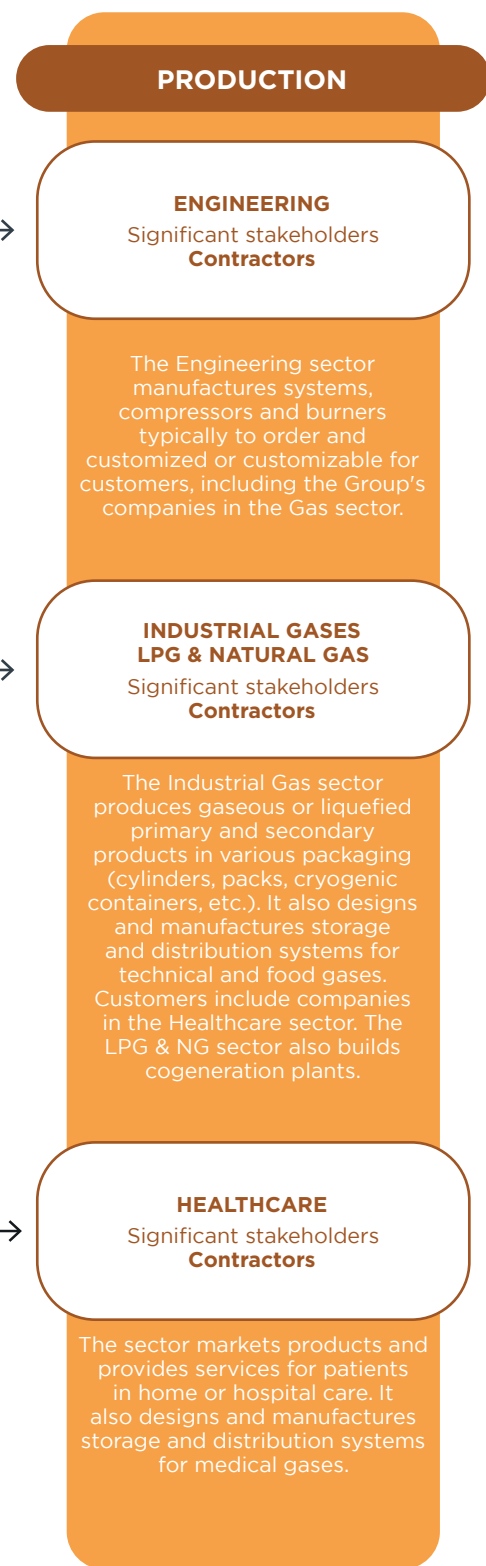 PRODUCTION
ENGINEERING
Significant stakeholders
Contractors
The Engineering sector
manufactures systems,
compressors and burners
typically to order and
customized or customizable for
customers, including the Group's
companies in the Gas sector.
INDUSTRIAL GASES
LPG & NATURAL GAS
Significant stakeholders
Contractors
The Industrial Gas sector
produces gaseous or liquefied
primary and secondary
products in various packaging
(cylinders, packs, cryogenic
containers, etc.). It also designs
and manufactures storage
and distribution systems for
technical and food gases.
Customers include companies
in the Healthcare sector. The
LPG & NG sector also builds
cogeneration plants.
HEALTHCARE
Significant stakeholders
Contractors
The sector markets products and
provides services for patients
in home or hospital care. It
also designs and manufactures
storage and distribution systems
for medical gases.